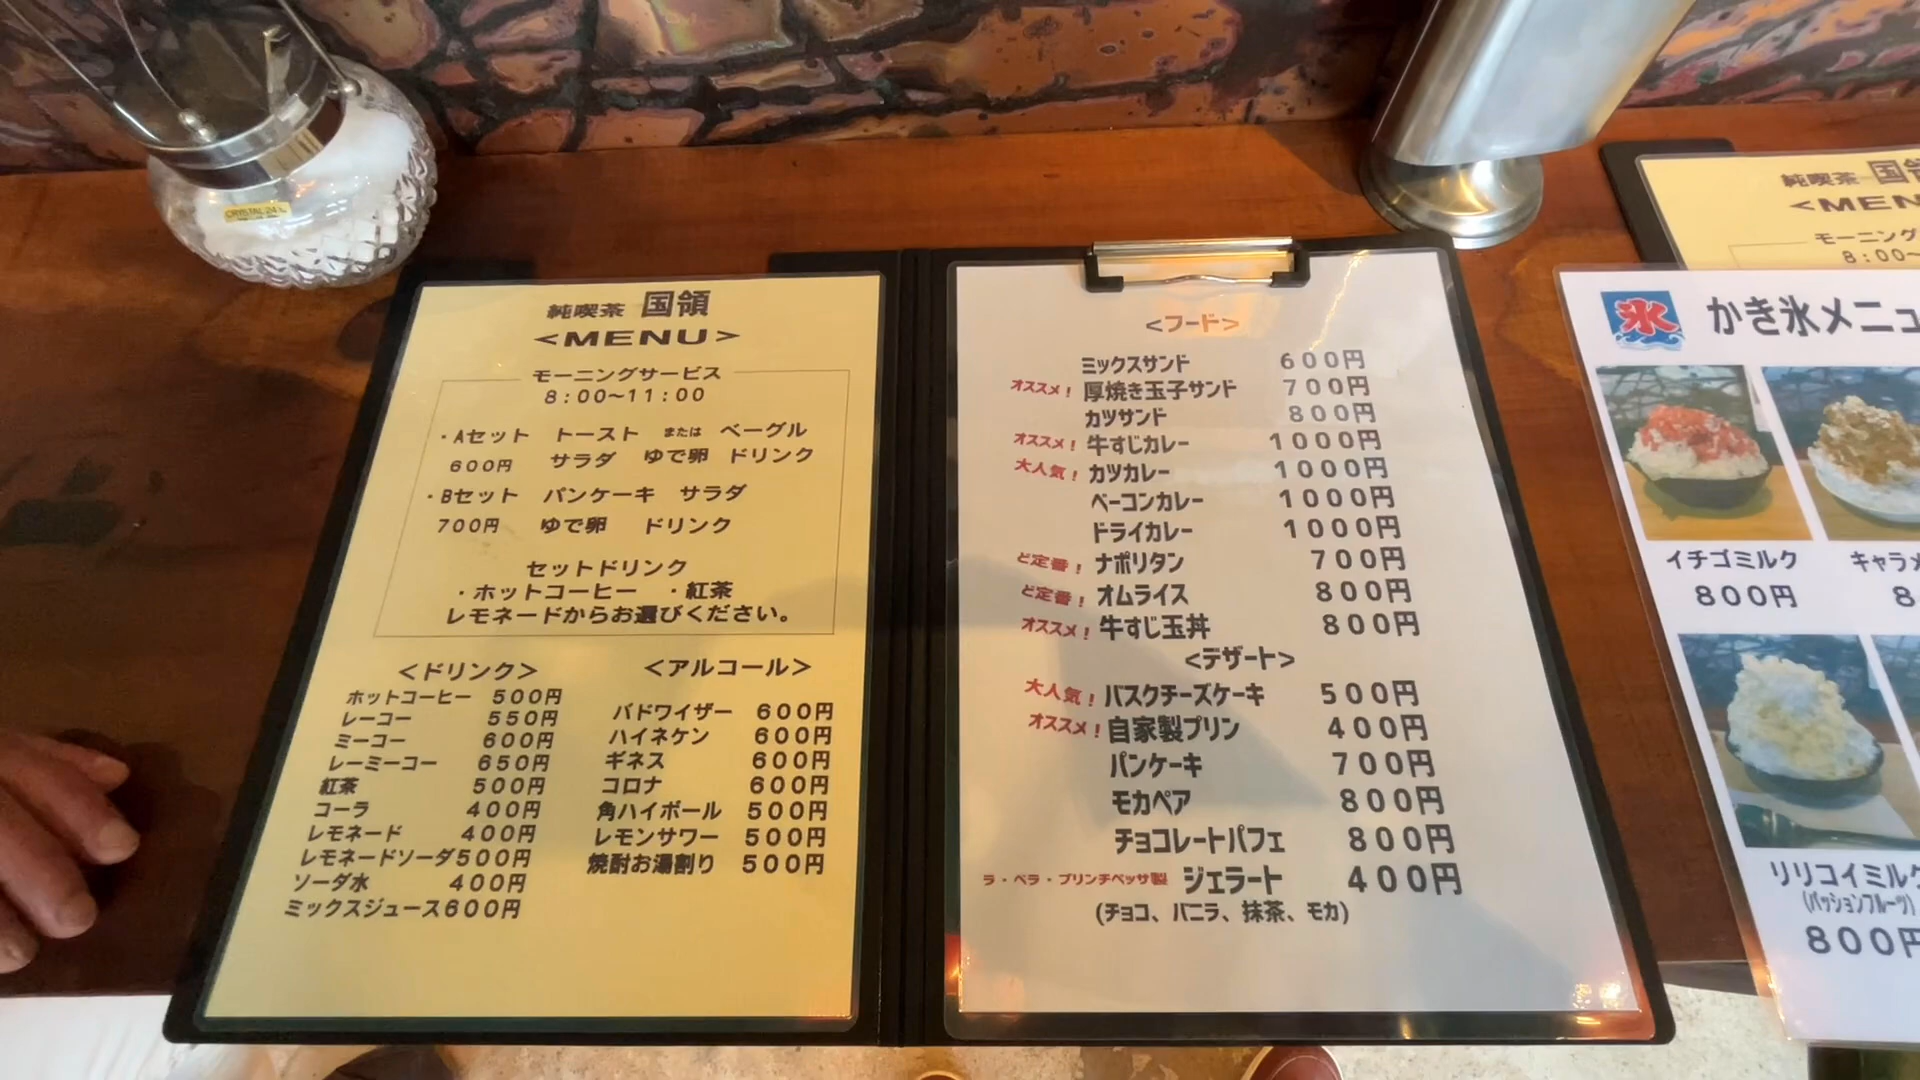 CRYSTAL 24%
純喫茶 国領
<MENU>
モーニングサービス
8:00~11:00
・Aセット トースト または ベーグル
600円 サラダ ゆで卵 ドリンク
・Bセット パンケーキ サラダ
700円 ゆで卵 ドリンク
セットドリンク
・ホットコーヒー ・紅茶
レモネードからお選びください。
<ドリンク>
ホットコーヒー 500円
レーコー 550円
ミーコー 600円
レーミーコー 650円
紅茶 500円
コーラ 400円
レモネード 400円
レモネードソーダ500円
ソーダ水 400円
ミックスジュース600円
<アルコール>
バドワイザー 600円
ハイネケン 600円
ギネス 600円
コロナ 600円
角ハイボール 500円
レモンサワー 500円
焼酎お湯割り 500円
<フード>
ミックスサンド 600円
オススメ! 厚焼き玉子サンド 700円
カツサンド 800円
オススメ! 牛すじカレー 1000円
大人気! カツカレー 1000円
ベーコンカレー 1000円
ドライカレー 1000円
ど定番! ナポリタン 700円
ど定番! オムライス 800円
オススメ! 牛すじ玉丼 800円
<デザート>
大人気! バスクチーズケーキ 500円
オススメ! 自家製プリン 400円
パンケーキ 700円
モカペア 800円
チョコレートパフェ 800円
ラ・ベラ・プリンチペッサ製 ジェラート 400円
(チョコ、バニラ、抹茶、モカ)
純喫茶 国領
<MEN
モーニング
8:00~
氷 かき氷メニュ
イチゴミルク
800円
キャラメ
8
リリコイミルク
(パッションフルーツ)
800円